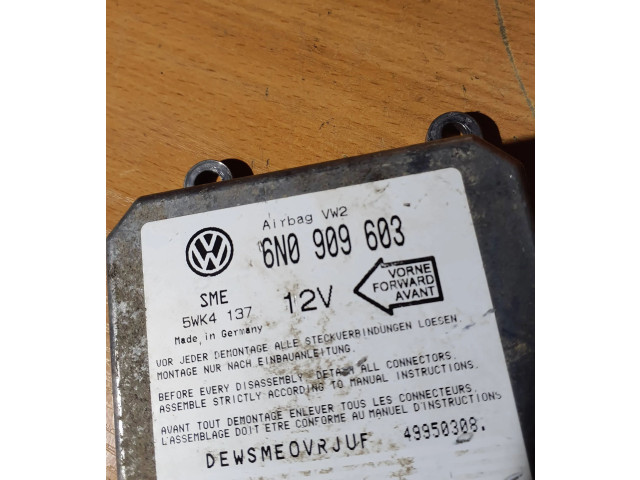 Airbag VW2
6N0 909 603
VW
SME
5WK4 137
12V
VORNE
FORWARD
AVANT
Made in Germany
VOR JEDER DEMONTAGE ALLE STECKVERBINDUNGEN LOESEN.
MONTAGE NUR NACH EINBAUANLEITUNG.
BEFORE EVERY DISASSEMBLY DETACH ALL CONNECTORS.
ASSEMBLE STRICTLY ACCORDING TO MANUAL INSTRUCTIONS.
AVANT TOUT DEMONTAGE ENLEVER TOUS LES CONNECTEURS.
L'ASSEMBLAGE DOIT ETRE CONFORME AU MANUEL D'INSTRUCTIONS
DEWSMEOVRJUF 49950308.